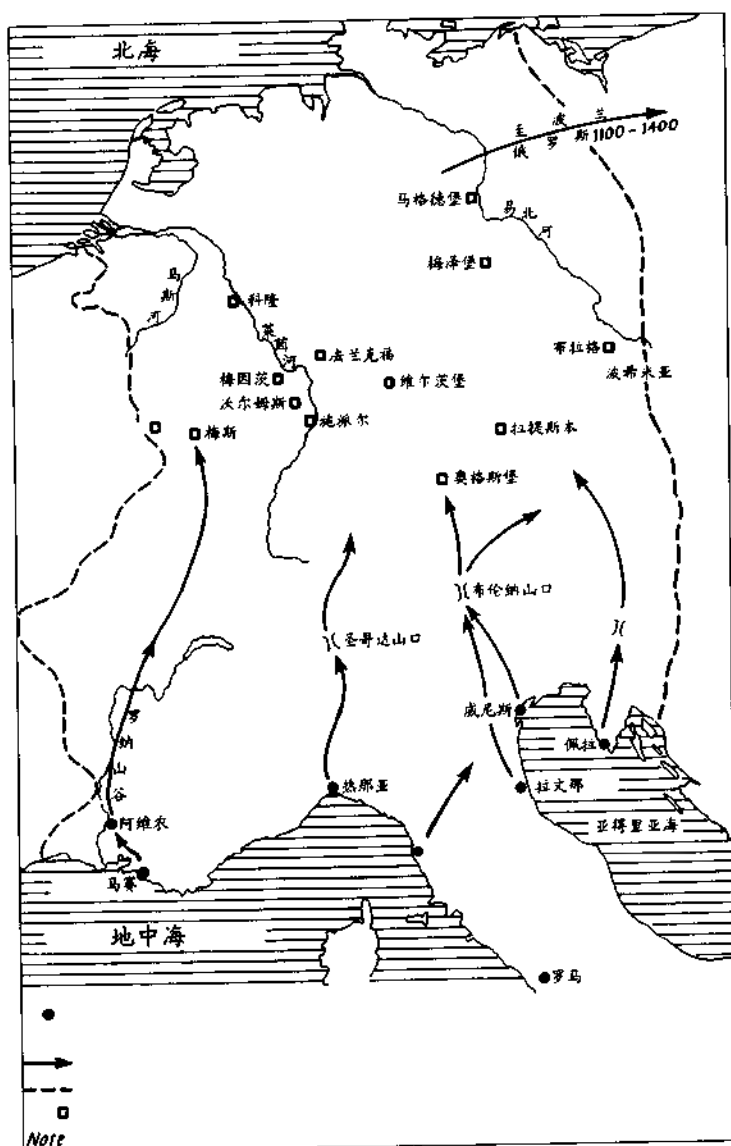 北海
至波兰
俄罗斯 1100-1400
马格德堡
易北河
梅泽堡
马斯河
科隆
莱茵河
法兰克福
布拉格
波希米亚
梅因茨
维尔茨堡
沃尔姆斯
施派尔
梅斯
拉提斯本
奥格斯堡
布伦纳山口
圣哥达山口
罗纳山谷
威尼斯
佩拉
热那亚
拉文那
阿维农
亚得里亚海
马赛
地中海
罗马
Note